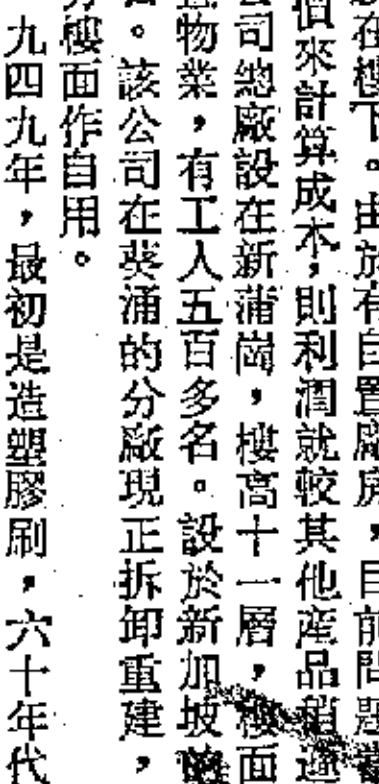 在樓下。由於有自置廠房，目前問題
價來計算成本，則利潤就較其他產品稍
司總廠設在新蒲崗，樓高十一層，樓面
物業，有工人五百多名。設於新加坡
。該公司在葵涌的分廠現正拆卸重建，
樓面作自用。
九四九年，最初是造塑膠刷，六十年代